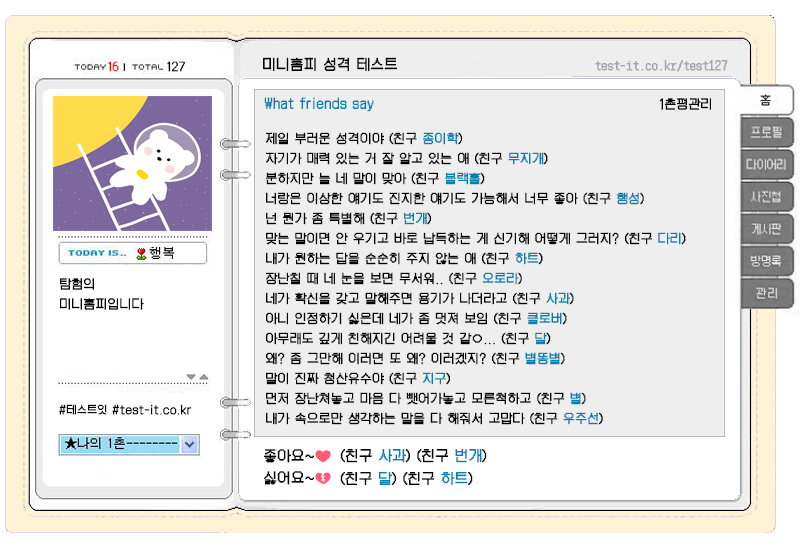 TODAY 16 | TOTAL 127
미니홈피 성격 테스트
test-it.co.kr/test127
TODAY IS.. 행복
탐험의
미니홈피입니다
#테스트잇 #test-it.co.kr
★나의 1촌--------
What friends say
1촌평관리
제일 부러운 성격이야 (친구 종이학)
자기가 매력 있는 거 잘 알고 있는 애 (친구 무지개)
분하지만 늘 네 말이 맞아 (친구 블랙홀)
너랑은 이상한 얘기도 진지한 얘기도 가능해서 너무 좋아 (친구 행성)
넌 뭔가 좀 특별해 (친구 번개)
맞는 말이면 안 우기고 바로 납득하는 게 신기해 어떻게 그러지? (친구 다리)
내가 원하는 답을 순순히 주지 않는 애 (친구 하트)
장난칠 때 네 눈을 보면 무서워.. (친구 오로라)
네가 확신을 갖고 말해주면 용기가 나더라고 (친구 사과)
아니 인정하기 싫은데 네가 좀 멋져 보임 (친구 클로버)
아무래도 깊게 친해지긴 어려울 것 같ㅇ... (친구 달)
왜? 좀 그만해 이러면 또 왜? 이러겠지? (친구 별똥별)
말이 진짜 청산유수야 (친구 지구)
먼저 장난쳐놓고 마음 다 뺏어가놓고 모른척하고 (친구 별)
내가 속으로만 생각하는 말을 다 해줘서 고맙다 (친구 우주선)
좋아요~ (친구 사과) (친구 번개)
싫어요~ (친구 달) (친구 하트)
홈
프로필
다이어리
사진첩
게시판
방명록
관리